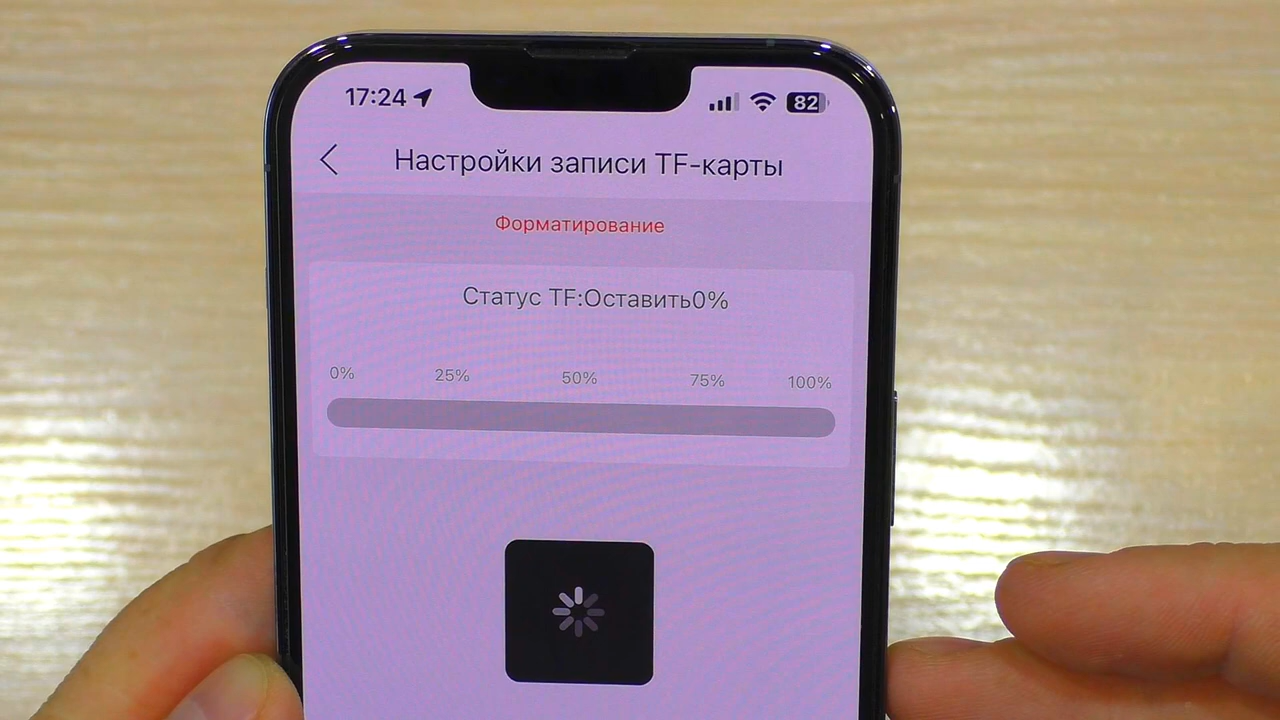 17:24 82
Настройки записи TF-карты
Форматирование
Статус TF:Оставить0%
0% 25% 50% 75% 100%